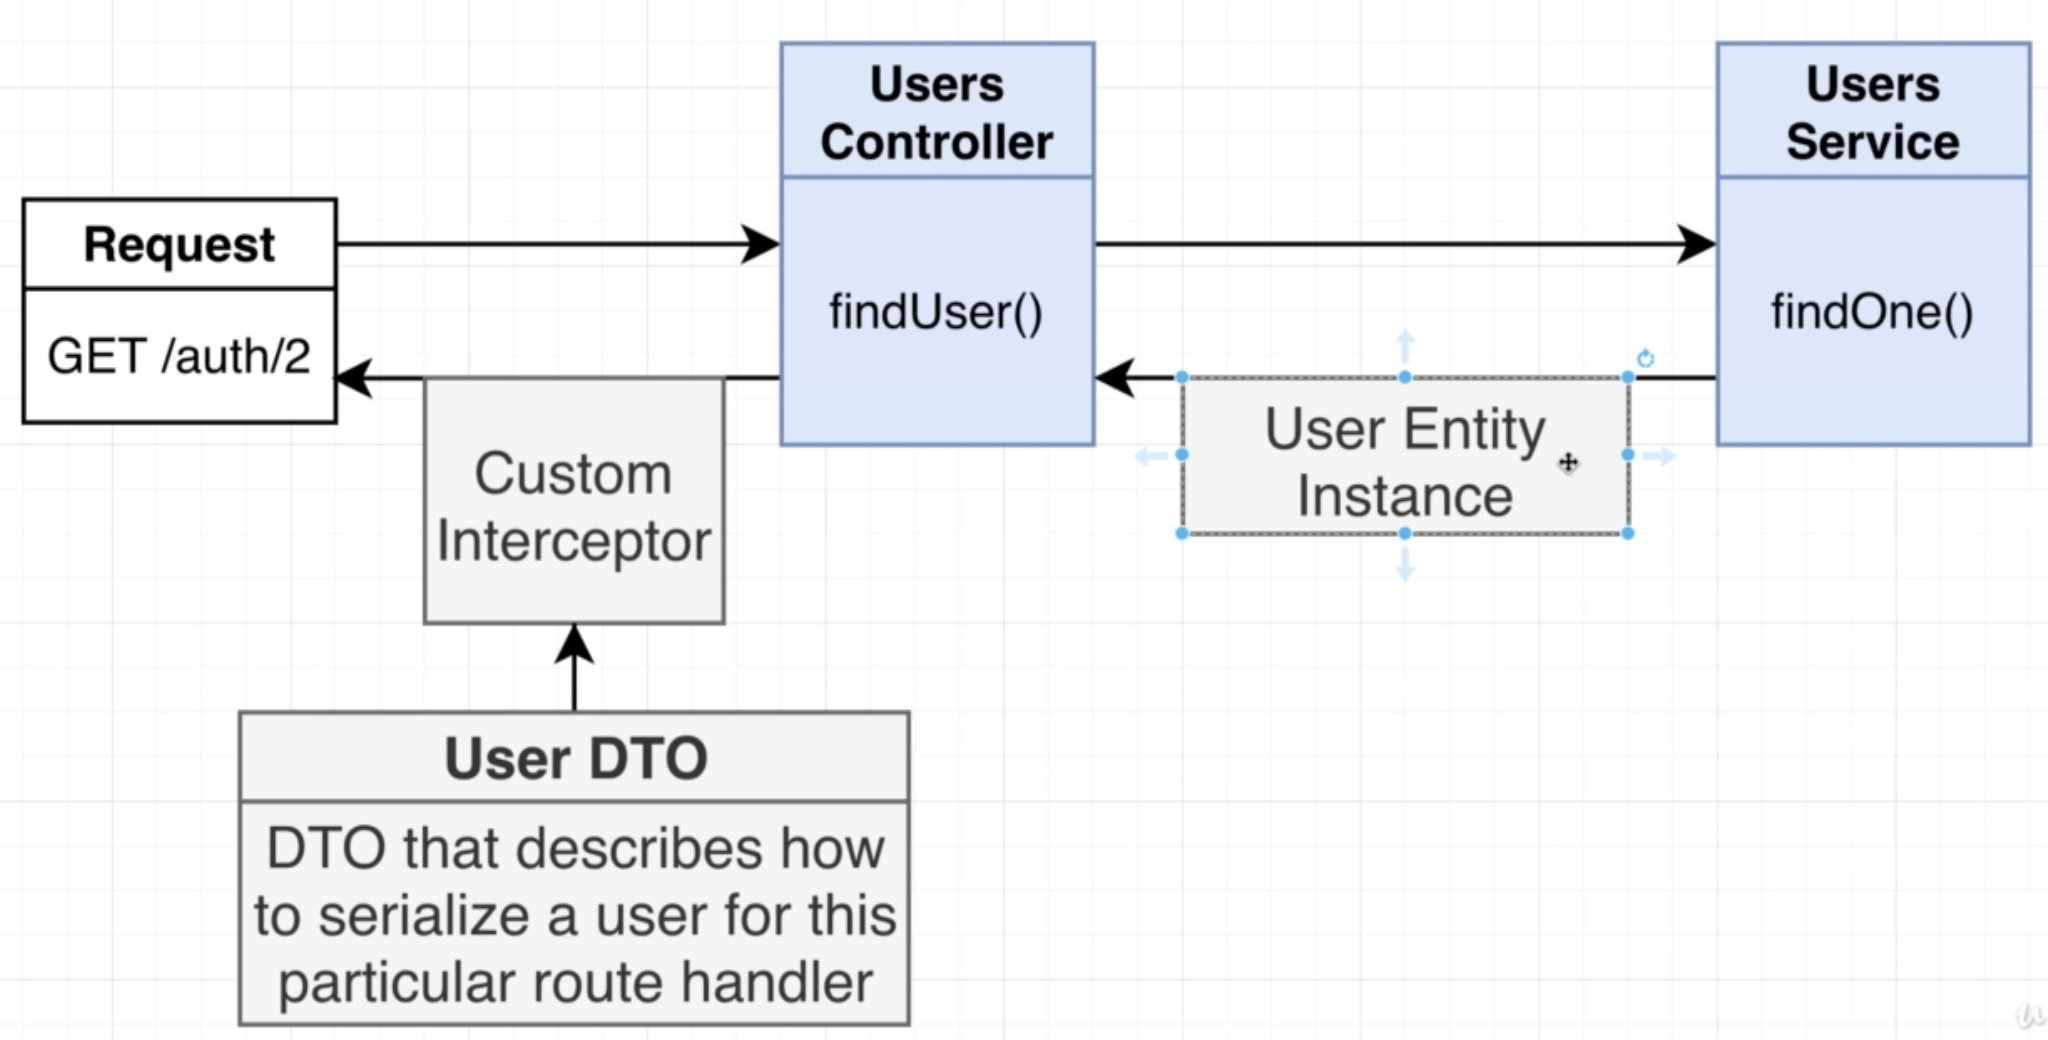 Users
Controller
findUser()
Users
Service
findOne()
Request
GET /auth/2
Custom
Interceptor
User Entity
Instance
User DTO
DTO that describes how
to serialize a user for this
particular route handler